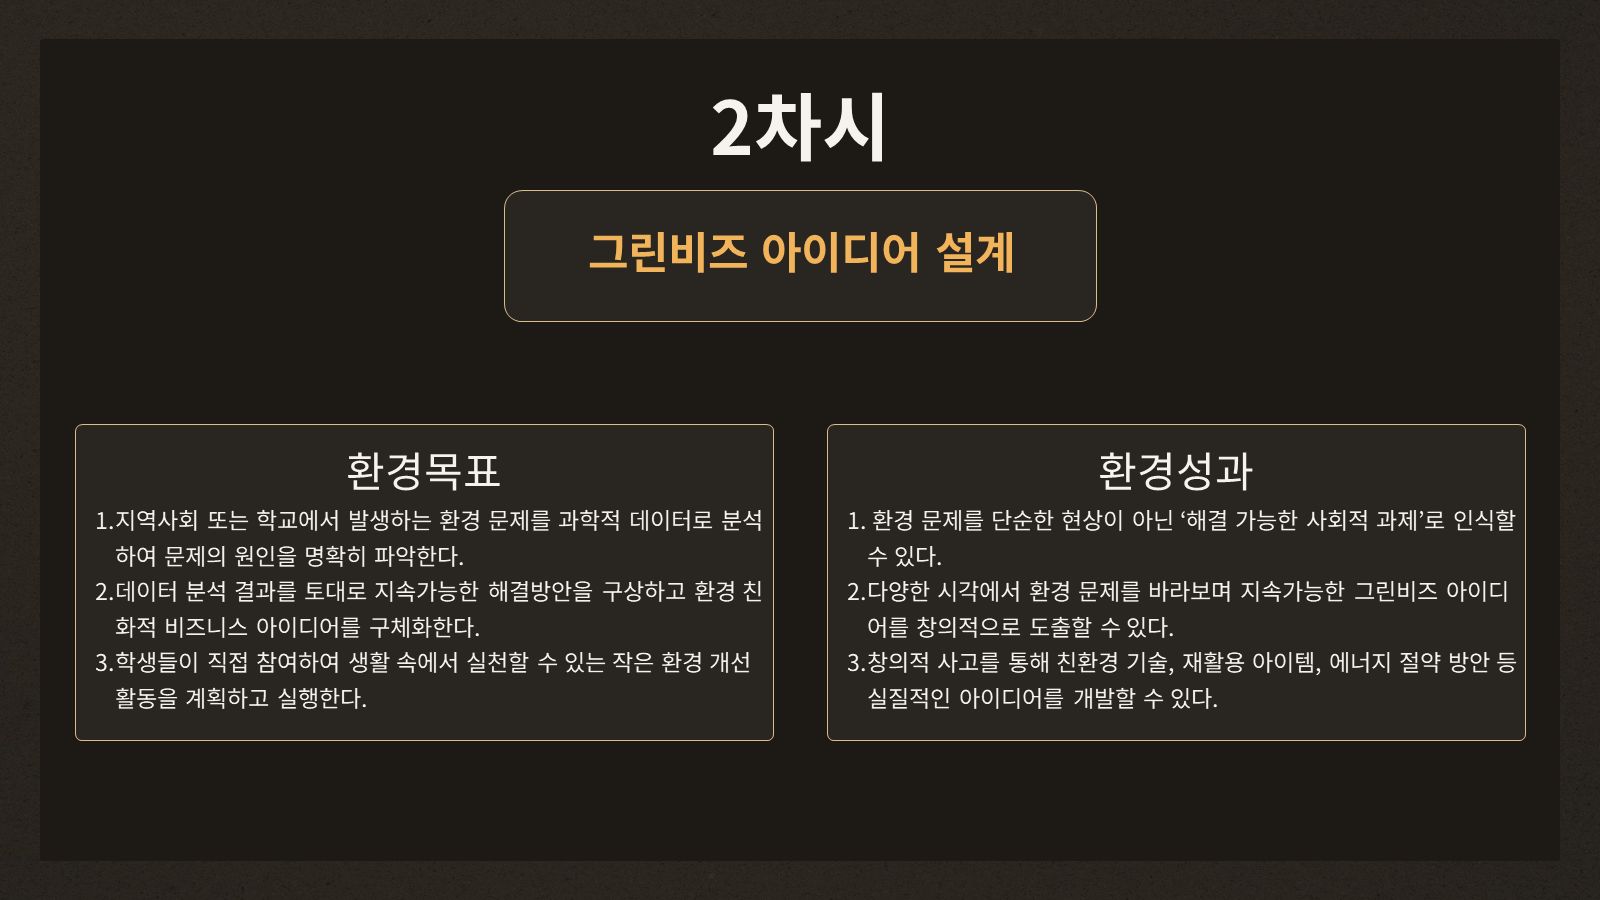 2차시
그린비즈 아이디어 설계
환경목표
1.지역사회 또는 학교에서 발생하는 환경 문제를 과학적 데이터로 분석
하여 문제의 원인을 명확히 파악한다.
2.데이터 분석 결과를 토대로 지속가능한 해결방안을 구상하고 환경 친
화적 비즈니스 아이디어를 구체화한다.
3.학생들이 직접 참여하여 생활 속에서 실천할 수 있는 작은 환경 개선
활동을 계획하고 실행한다.
환경성과
1. 환경 문제를 단순한 현상이 아닌 ‘해결 가능한 사회적 과제’로 인식할
수 있다.
2.다양한 시각에서 환경 문제를 바라보며 지속가능한 그린비즈 아이디
어를 창의적으로 도출할 수 있다.
3.창의적 사고를 통해 친환경 기술, 재활용 아이템, 에너지 절약 방안 등
실질적인 아이디어를 개발할 수 있다.